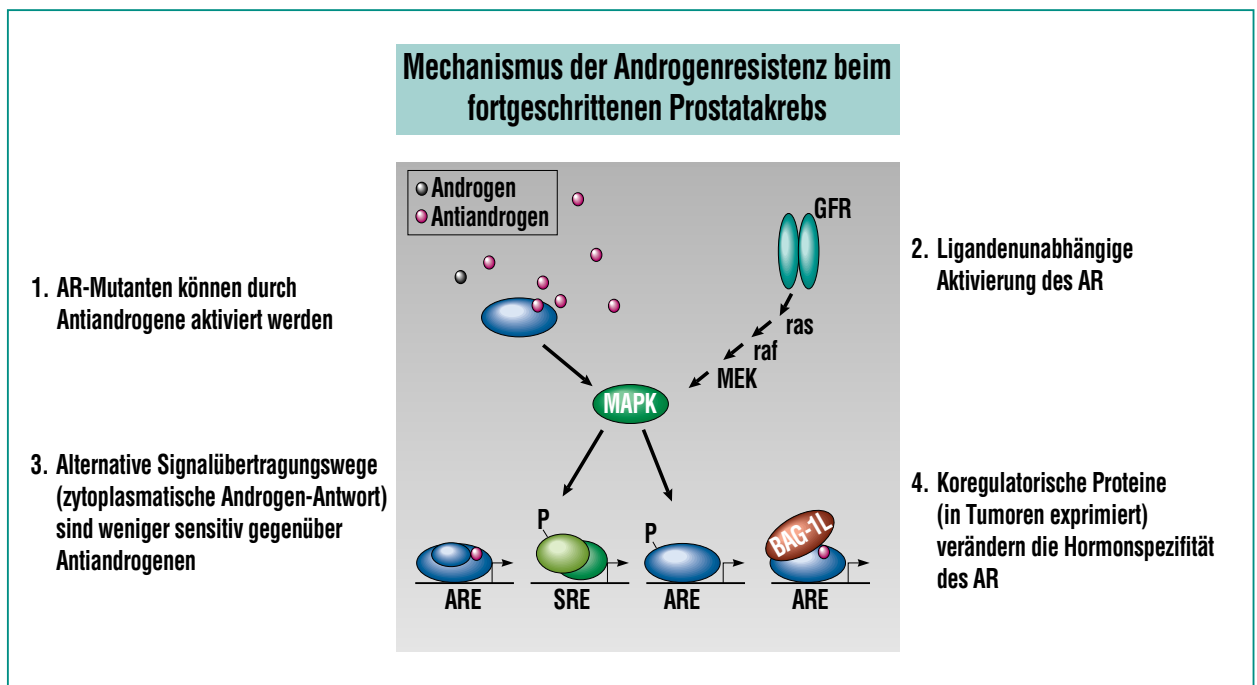 Mechanismus der Androgenresistenz beim
fortgeschrittenen Prostatakrebs
Androgen
Antiandrogen
GFR
ras
raf
MEK
MAPK
1. AR-Mutanten können durch
Antiandrogene aktiviert werden
2. Ligandenunabhängige
Aktivierung des AR
3. Alternative Signalübertragungswege
(zytoplasmatische Androgen-Antwort)
sind weniger sensitiv gegenüber
Antiandrogenen
4. Koregulatorische Proteine
(in Tumoren exprimiert)
verändern die Hormonspezifität
des AR
P
P
BAG-1L
ARE
SRE
ARE
ARE